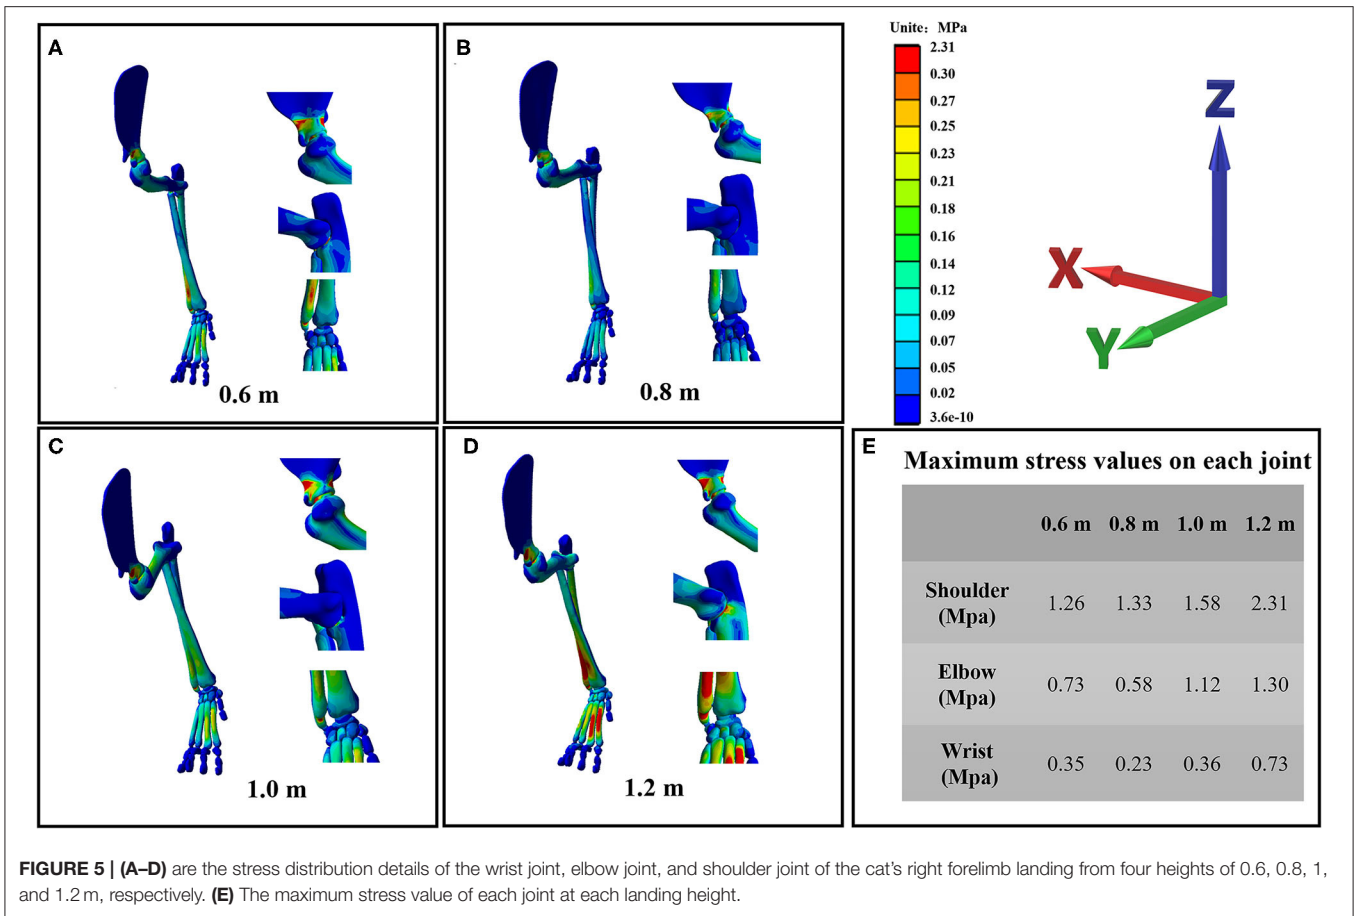 A
0.6 m
B
0.8 m
Unite: MPa
2.31
0.30
0.27
0.25
0.23
0.21
0.18
0.16
0.14
0.12
0.09
0.07
0.05
0.02
3.6e-10
Z
X
Y
C
1.0 m
D
1.2 m
E
Maximum stress values on each joint
0.6 m 0.8 m 1.0 m 1.2 m
Shoulder
(Mpa) 1.26 1.33 1.58 2.31
Elbow
(Mpa) 0.73 0.58 1.12 1.30
Wrist
(Mpa) 0.35 0.23 0.36 0.73
FIGURE 5 | (A–D) are the stress distribution details of the wrist joint, elbow joint, and shoulder joint of the cat's right forelimb landing from four heights of 0.6, 0.8, 1,
and 1.2 m, respectively. (E) The maximum stress value of each joint at each landing height.